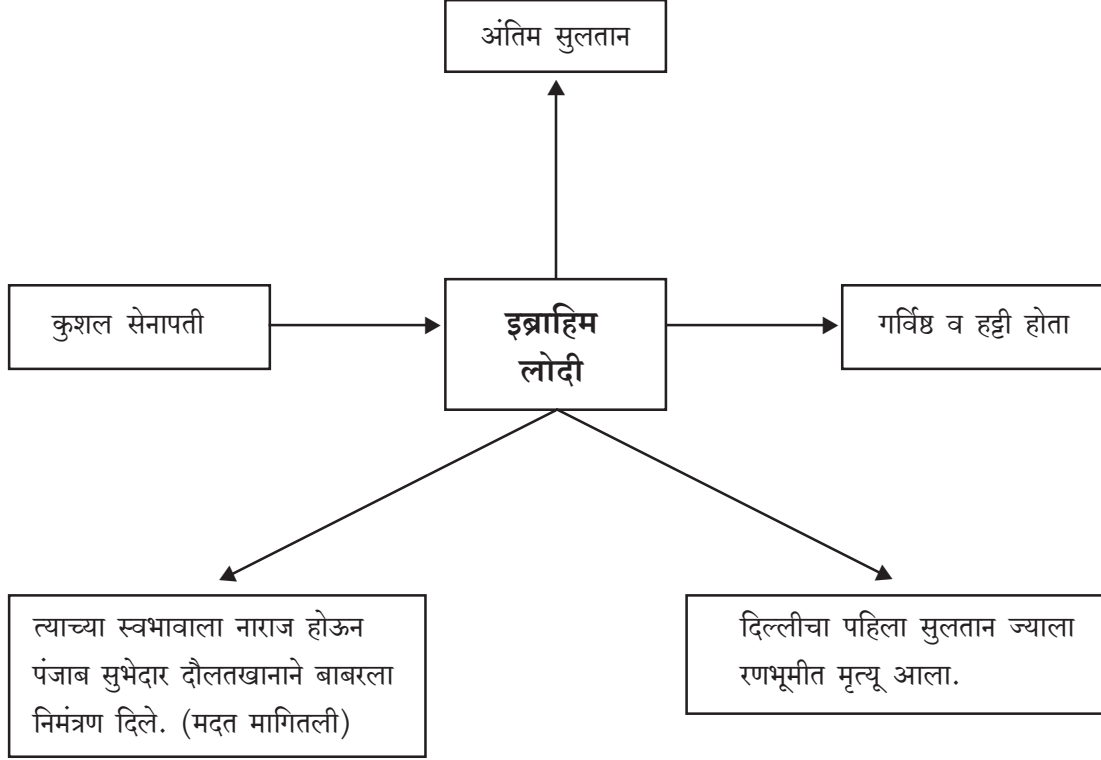 अंतिम सुलतान
कुशल सेनापती
इब्राहिम
लोदी
गर्विष्ठ व हट्टी होता
त्याच्या स्वभावाला नाराज होऊन
पंजाब सुभेदार दौलतखानाने बाबरला
निमंत्रण दिले. (मदत मागितली)
दिल्लीचा पहिला सुलतान ज्याला
रणभूमीत मृत्यू आला.